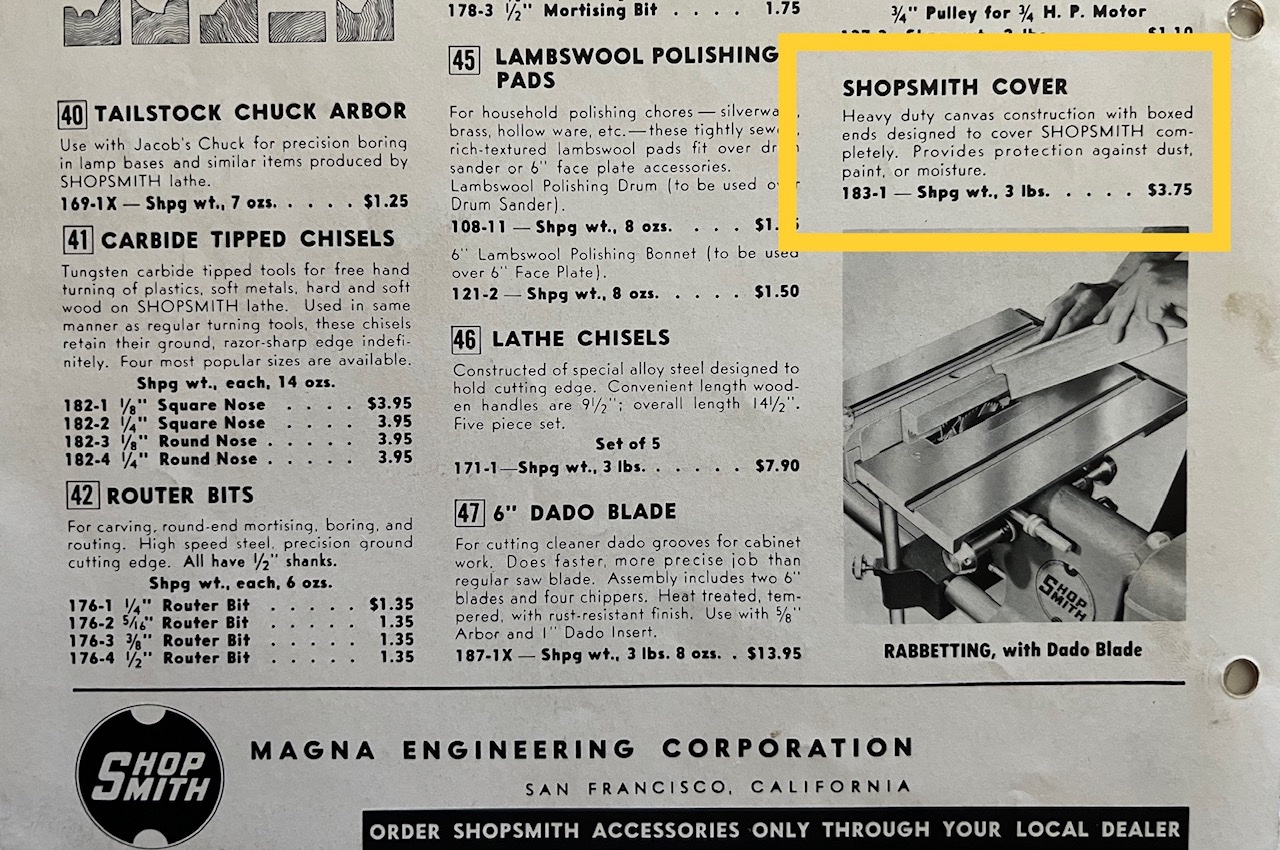 40 TAILSTOCK CHUCK ARBOR
Use with Jacob's Chuck for precision boring
in lamp bases and similar items produced by
SHOPSMITH lathe.
169-1X — Shpg wt., 7 ozs. . . . . . $1.25
41 CARBIDE TIPPED CHISELS
Tungsten carbide tipped tools for free hand
turning of plastics, soft metals, hard and soft
wood on SHOPSMITH lathe. Used in same
manner as regular turning tools, these chisels
retain their ground, razor-sharp edge indefi-
nitely. Four most popular sizes are available.
Shpg wt., each, 14 ozs.
182-1 1/8" Square Nose . . . . $3.95
182-2 1/4" Square Nose . . . . 3.95
182-3 1/8" Round Nose . . . . . 3.95
182-4 1/4" Round Nose . . . . . 3.95
42 ROUTER BITS
For carving, round-end mortising, boring, and
routing. High speed steel, precision ground
cutting edge. All have 1/2" shanks.
Shpg wt., each, 6 ozs.
176-1 1/4" Router Bit . . . . . $1.35
176-2 5/16" Router Bit . . . . . 1.35
176-3 3/8" Router Bit . . . . . 1.35
176-4 1/2" Router Bit . . . . . 1.35
178-3 1/2" Mortising Bit . . . . 1.75
45 LAMBSWOOL POLISHING
PADS
For household polishing chores — silverwa
brass, hollow ware, etc. — these tightly sew
rich-textured lambswool pads fit over dr
sander or 6" face plate accessories.
Lambswool Polishing Drum (to be used o
Drum Sander).
108-11 — Shpg wt., 8 ozs. . . . $1.
6" Lambswool Polishing Bonnet (to be used
over 6" Face Plate).
121-2 — Shpg wt., 8 ozs. . . . . . $1.50
46 LATHE CHISELS
Constructed of special alloy steel designed to
hold cutting edge. Convenient length wood-
en handles are 9 1/2"; overall length 14 1/2".
Five piece set.
Set of 5
171-1—Shpg wt., 3 lbs. . . . . . . $7.90
47 6" DADO BLADE
For cutting cleaner dado grooves for cabinet
work. Does faster, more precise job than
regular saw blade. Assembly includes two 6"
blades and four chippers. Heat treated, tem-
pered, with rust-resistant finish. Use with 5/8"
Arbor and 1" Dado Insert.
187-1X — Shpg wt., 3 lbs. 8 ozs. . $13.95
3/4" Pulley for 3/4 H. P. Motor
$1.10
SHOPSMITH COVER
Heavy duty canvas construction with boxed
ends designed to cover SHOPSMITH com-
pletely. Provides protection against dust,
paint, or moisture.
183-1 — Shpg wt., 3 lbs. . . . . . $3.75
SHOP
SMITH
RABBETTING, with Dado Blade
SHOP
SMITH
MAGNA ENGINEERING CORPORATION
SAN FRANCISCO, CALIFORNIA
ORDER SHOPSMITH ACCESSORIES ONLY THROUGH YOUR LOCAL DEALER